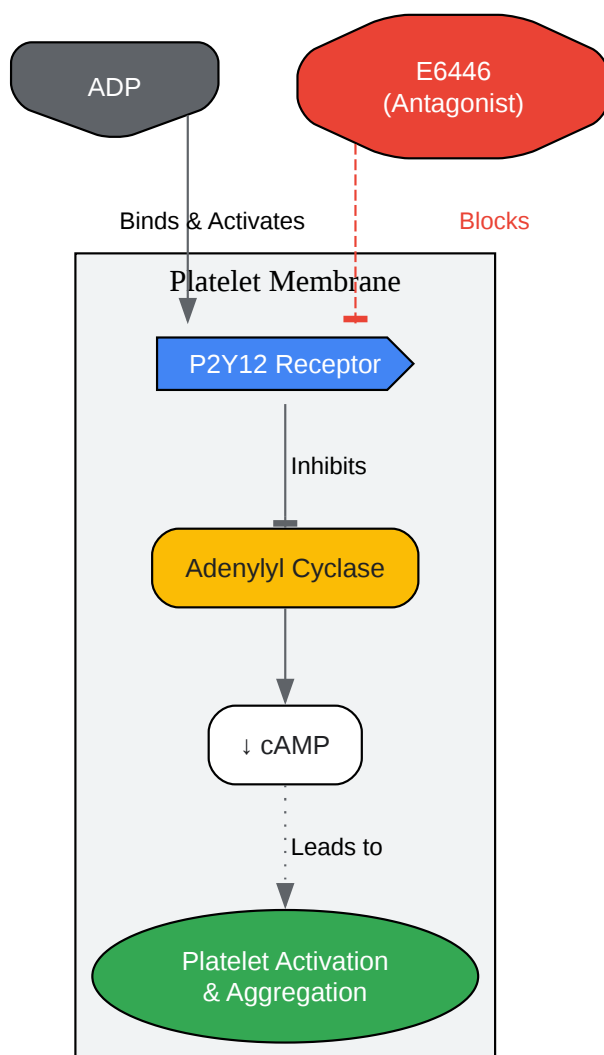 ADP
E6446
(Antagonist)
Binds & Activates
Blocks
Platelet Membrane
P2Y12 Receptor
Inhibits
Adenylyl Cyclase
↓ cAMP
Leads to
Platelet Activation
& Aggregation